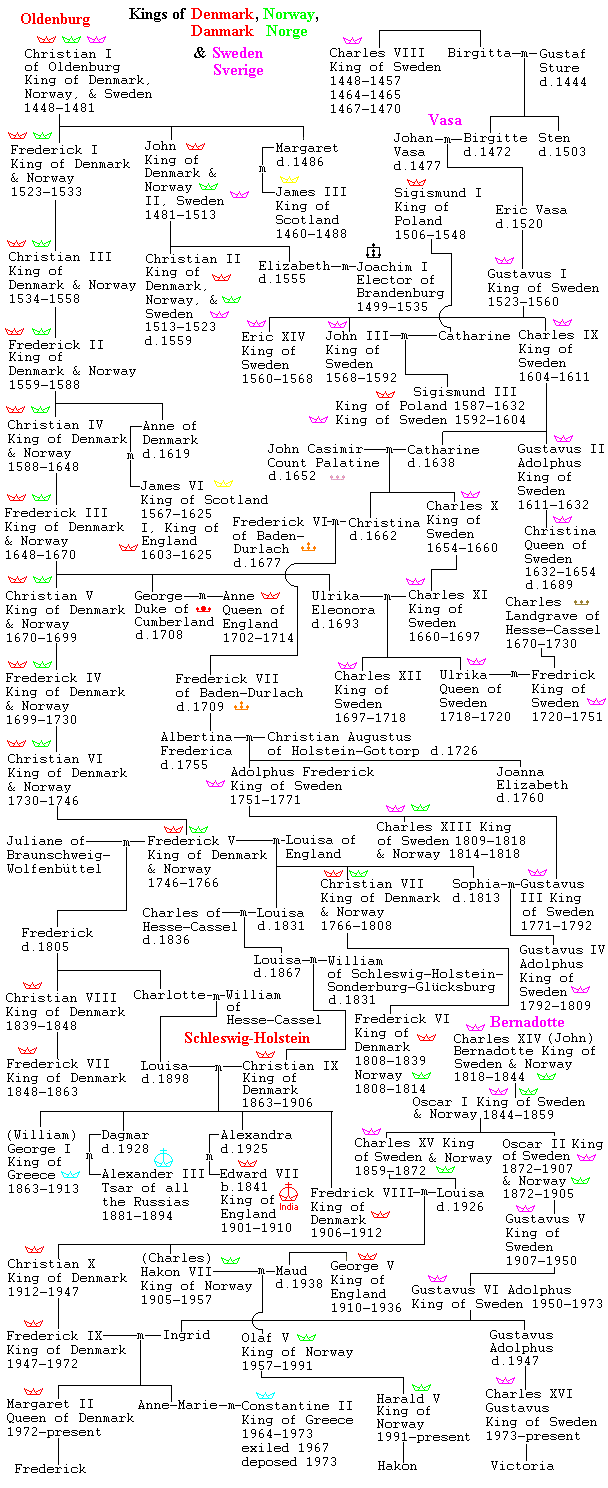 Oldenburg
Kings of Denmark, Norway,
Danmark Norge
& Sweden
Sverige
Christian I
of Oldenburg
King of Denmark,
Norway, & Sweden
1448-1481
Charles VIII
King of Sweden
1448-1457
1464-1465
1467-1470
Birgitta m Gustaf
Sture
d.1444
Vasa
Frederick I
King of Denmark
& Norway
1523-1533
John
King of
Denmark &
Norway
II, Sweden
1481-1513
Margaret
d.1486
m
James III
King of
Scotland
1460-1488
Johan m Birgitte
Vasa d.1472
d.1477
Sten
d.1503
Sigismund I
King of
Poland
1506-1548
Eric Vasa
d.1520
Christian III
King of
Denmark & Norway
1534-1558
Christian II
King of
Denmark,
Norway, &
Sweden
1513-1523
d.1559
Elizabeth m Joachim I
d.1555
Elector of
Brandenburg
1499-1535
Gustavus I
King of Sweden
1523-1560
Frederick II
King of
Denmark & Norway
1559-1588
Eric XIV
King of
Sweden
1560-1568
John III m Catharine
King of
Sweden
1568-1592
Charles IX
King of
Sweden
1604-1611
Sigismund III
King of Poland 1587-1632
King of Sweden 1592-1604
Christian IV
King of Denmark
& Norway
1588-1648
Anne of
Denmark
d.1619
m
James VI
King of Scotland
1567-1625
I, King of
England
1603-1625
John Casimir m Catharine
Count Palatine d.1638
d.1652
Gustavus II
Adolphus
King of
Sweden
1611-1632
Frederick III
King of Denmark
& Norway
1648-1670
Frederick VI m Christina
of Baden- d.1662
Durlach
d.1677
Charles X
King of
Sweden
1654-1660
Christina
Queen of
Sweden
1632-1654
d.1689
Christian V
King of Denmark
& Norway
1670-1699
George m Anne
Duke of Queen of
Cumberland England
d.1708 1702-1714
Ulrika m Charles XI
Eleonora King of
d.1693 Sweden
1660-1697
Charles
Landgrave of
Hesse-Cassel
1670-1730
Frederick IV
King of Denmark
& Norway
1699-1730
Frederick VII
of Baden-Durlach
d.1709
Charles XII
King of
Sweden
1697-1718
Ulrika m Fredrick
Queen of King of
Sweden Sweden
1718-1720 1720-1751
Christian VI
King of Denmark
& Norway
1730-1746
Albertina m Christian Augustus
Frederica of Holstein-Gottorp d.1726
d.1755
Adolphus Frederick
King of Sweden
1751-1771
Joanna
Elizabeth
d.1760
Juliane of m Frederick V m Louisa of
Braunschweig- King of Denmark England
Wolfenbüttel & Norway
1746-1766
Charles XIII King
of Sweden 1809-1818
& Norway 1814-1818
Charles of m Louisa
Hesse-Cassel d.1831
d.1836
Christian VII
King of Denmark
& Norway
1766-1808
Sophia m Gustavus
d.1813 III King
of Sweden
1771-1792
Frederick
d.1805
Louisa m William
d.1867 of Schleswig-Holstein-
Sonderburg-Glücksburg
d.1831
Gustavus IV
Adolphus
King of
Sweden
1792-1809
Christian VIII
King of Denmark
1839-1848
Charlotte m William
of
Hesse-Cassel
Frederick VI
King of
Denmark
1808-1839
Norway
1808-1814
Bernadotte
Charles XIV (John)
Bernadotte King of
Sweden & Norway
1818-1844
Schleswig-Holstein
Frederick VII
King of Denmark
1848-1863
Louisa m Christian IX
d.1898 King of
Denmark
1863-1906
Oscar I King of Sweden
& Norway 1844-1859
(William)
George I
King of
Greece
1863-1913
Dagmar
d.1928
m
Alexander III
Tsar of all
the Russias
1881-1894
Alexandra
d.1925
m
Edward VII
b.1841
King of
England
1901-1910
India
Charles XV King
of Sweden & Norway
1859-1872
Oscar II King
of Sweden
1872-1907
& Norway
1872-1905
Fredrick VIII m Louisa
King of d.1926
Denmark
1906-1912
Gustavus V
King of
Sweden
1907-1950
Christian X
King of Denmark
1912-1947
(Charles)
Hakon VII m Maud
King of Norway d.1938
1905-1957
George V
King of
England
1910-1936
Gustavus VI Adolphus
King of Sweden 1950-1973
Frederick IX m Ingrid
King of Denmark
1947-1972
Olaf V
King of Norway
1957-1991
Gustavus
Adolphus
d.1947
Margaret II
Queen of Denmark
1972-present
Anne-Marie m Constantine II
King of Greece
1964-1973
exiled 1967
deposed 1973
Harald V
King of
Norway
1991-present
Charles XVI
Gustavus
King of Sweden
1973-present
Frederick
Hakon
Victoria